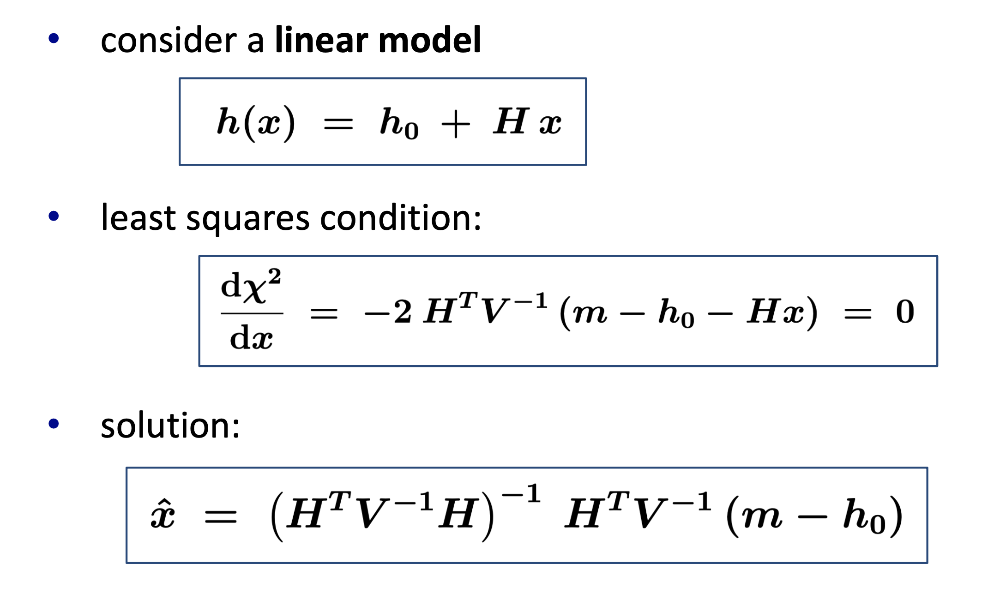 • consider a linear model
h(x) = h₀ + H x
• least squares condition:
dχ²/dx = −2 HᵀV⁻¹ (m − h₀ − Hx) = 0
• solution:
x̂ = (HᵀV⁻¹H)⁻¹ HᵀV⁻¹ (m − h₀)